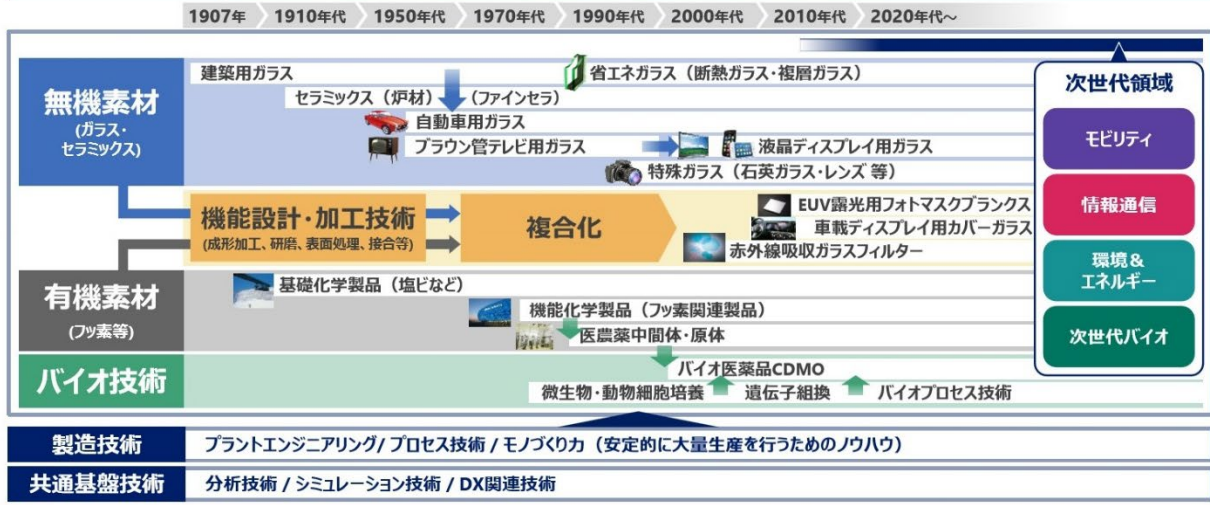 1907年 1910年代 1950年代 1970年代 1990年代 2000年代 2010年代 2020年代～
無機素材
(ガラス・
セラミックス)
建築用ガラス
省エネガラス（断熱ガラス・複層ガラス）
セラミックス（炉材）
(ファインセラ)
自動車用ガラス
ブラウン管テレビ用ガラス
液晶ディスプレイ用ガラス
特殊ガラス（石英ガラス・レンズ 等）
機能設計・加工技術
(成形加工、研磨、表面処理、接合等)
複合化
EUV露光用フォトマスクブランクス
車載ディスプレイ用カバーガラス
赤外線吸収ガラスフィルター
有機素材
(フッ素等)
基礎化学製品（塩ビなど）
機能化学製品（フッ素関連製品）
医農薬中間体・原体
バイオ技術
バイオ医薬品CDMO
微生物・動物細胞培養
遺伝子組換
バイオプロセス技術
次世代領域
モビリティ
情報通信
環境＆
エネルギー
次世代バイオ
製造技術
プラントエンジニアリング/ プロセス技術 / モノづくり力（安定的に大量生産を行うためのノウハウ）
共通基盤技術
分析技術 / シミュレーション技術 / DX関連技術